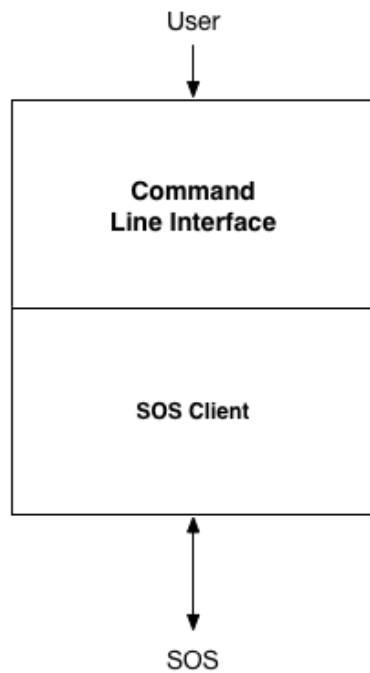 User
Command
Line Interface
SOS Client
SOS